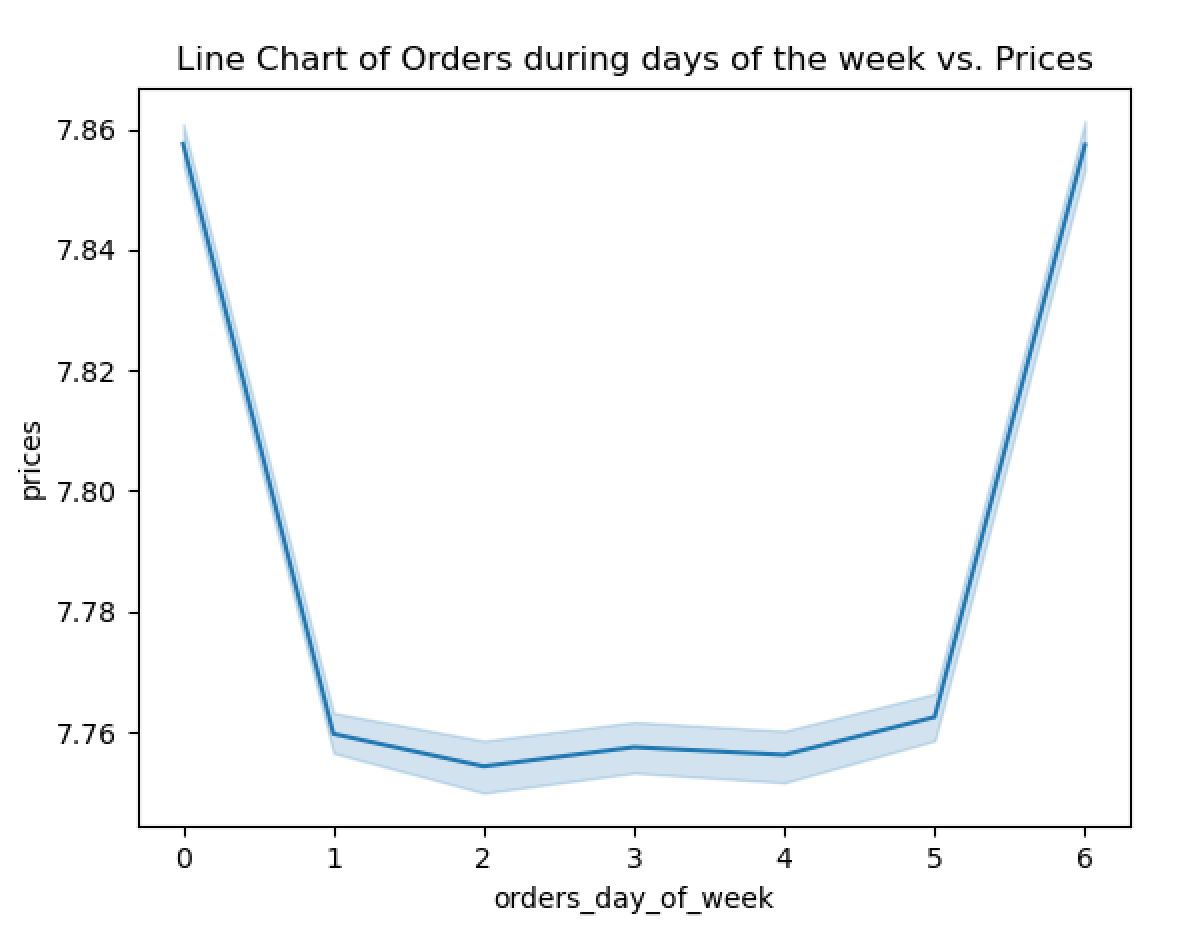 Line Chart of Orders during days of the week vs. Prices
7.86
7.84
7.82
7.80
7.78
7.76
prices
0 1 2 3 4 5 6
orders_day_of_week